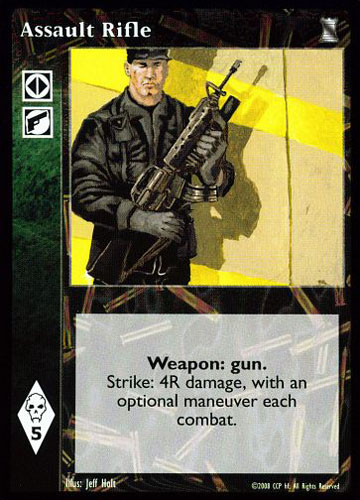 Assault Rifle
Weapon: gun.
Strike: 4R damage, with an
optional maneuver each
combat.
5
Illus: Jeff Holt
©2008 CCP hf. All Rights Reserved